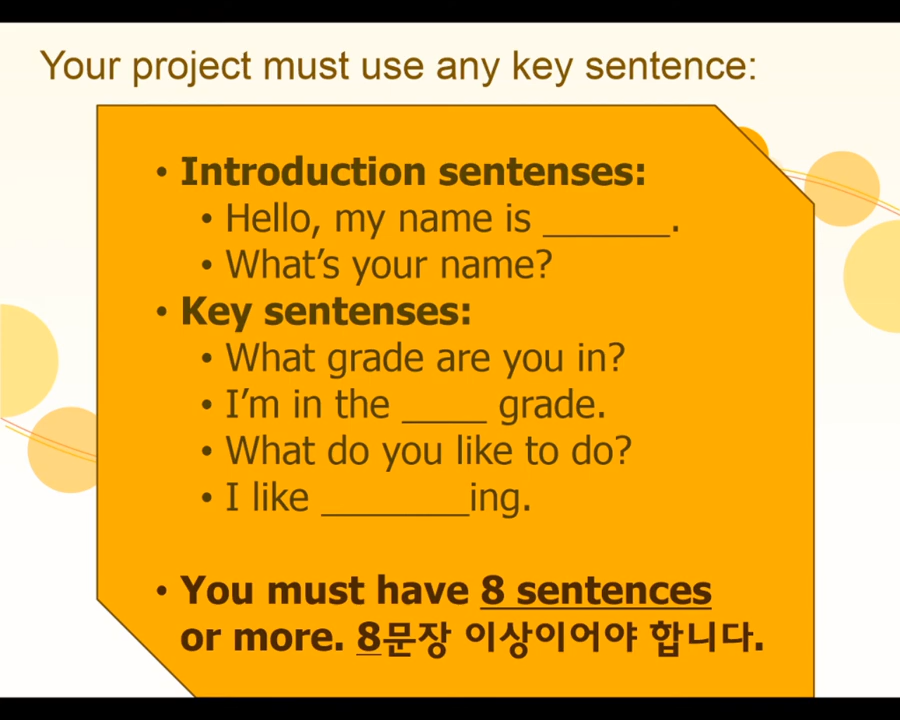 Your project must use any key sentence:
• Introduction sentences:
• Hello, my name is ______.
• What's your name?
• Key sentences:
• What grade are you in?
• I'm in the ____ grade.
• What do you like to do?
• I like _______ing.
• You must have 8 sentences
or more. 8문장 이상이어야 합니다.